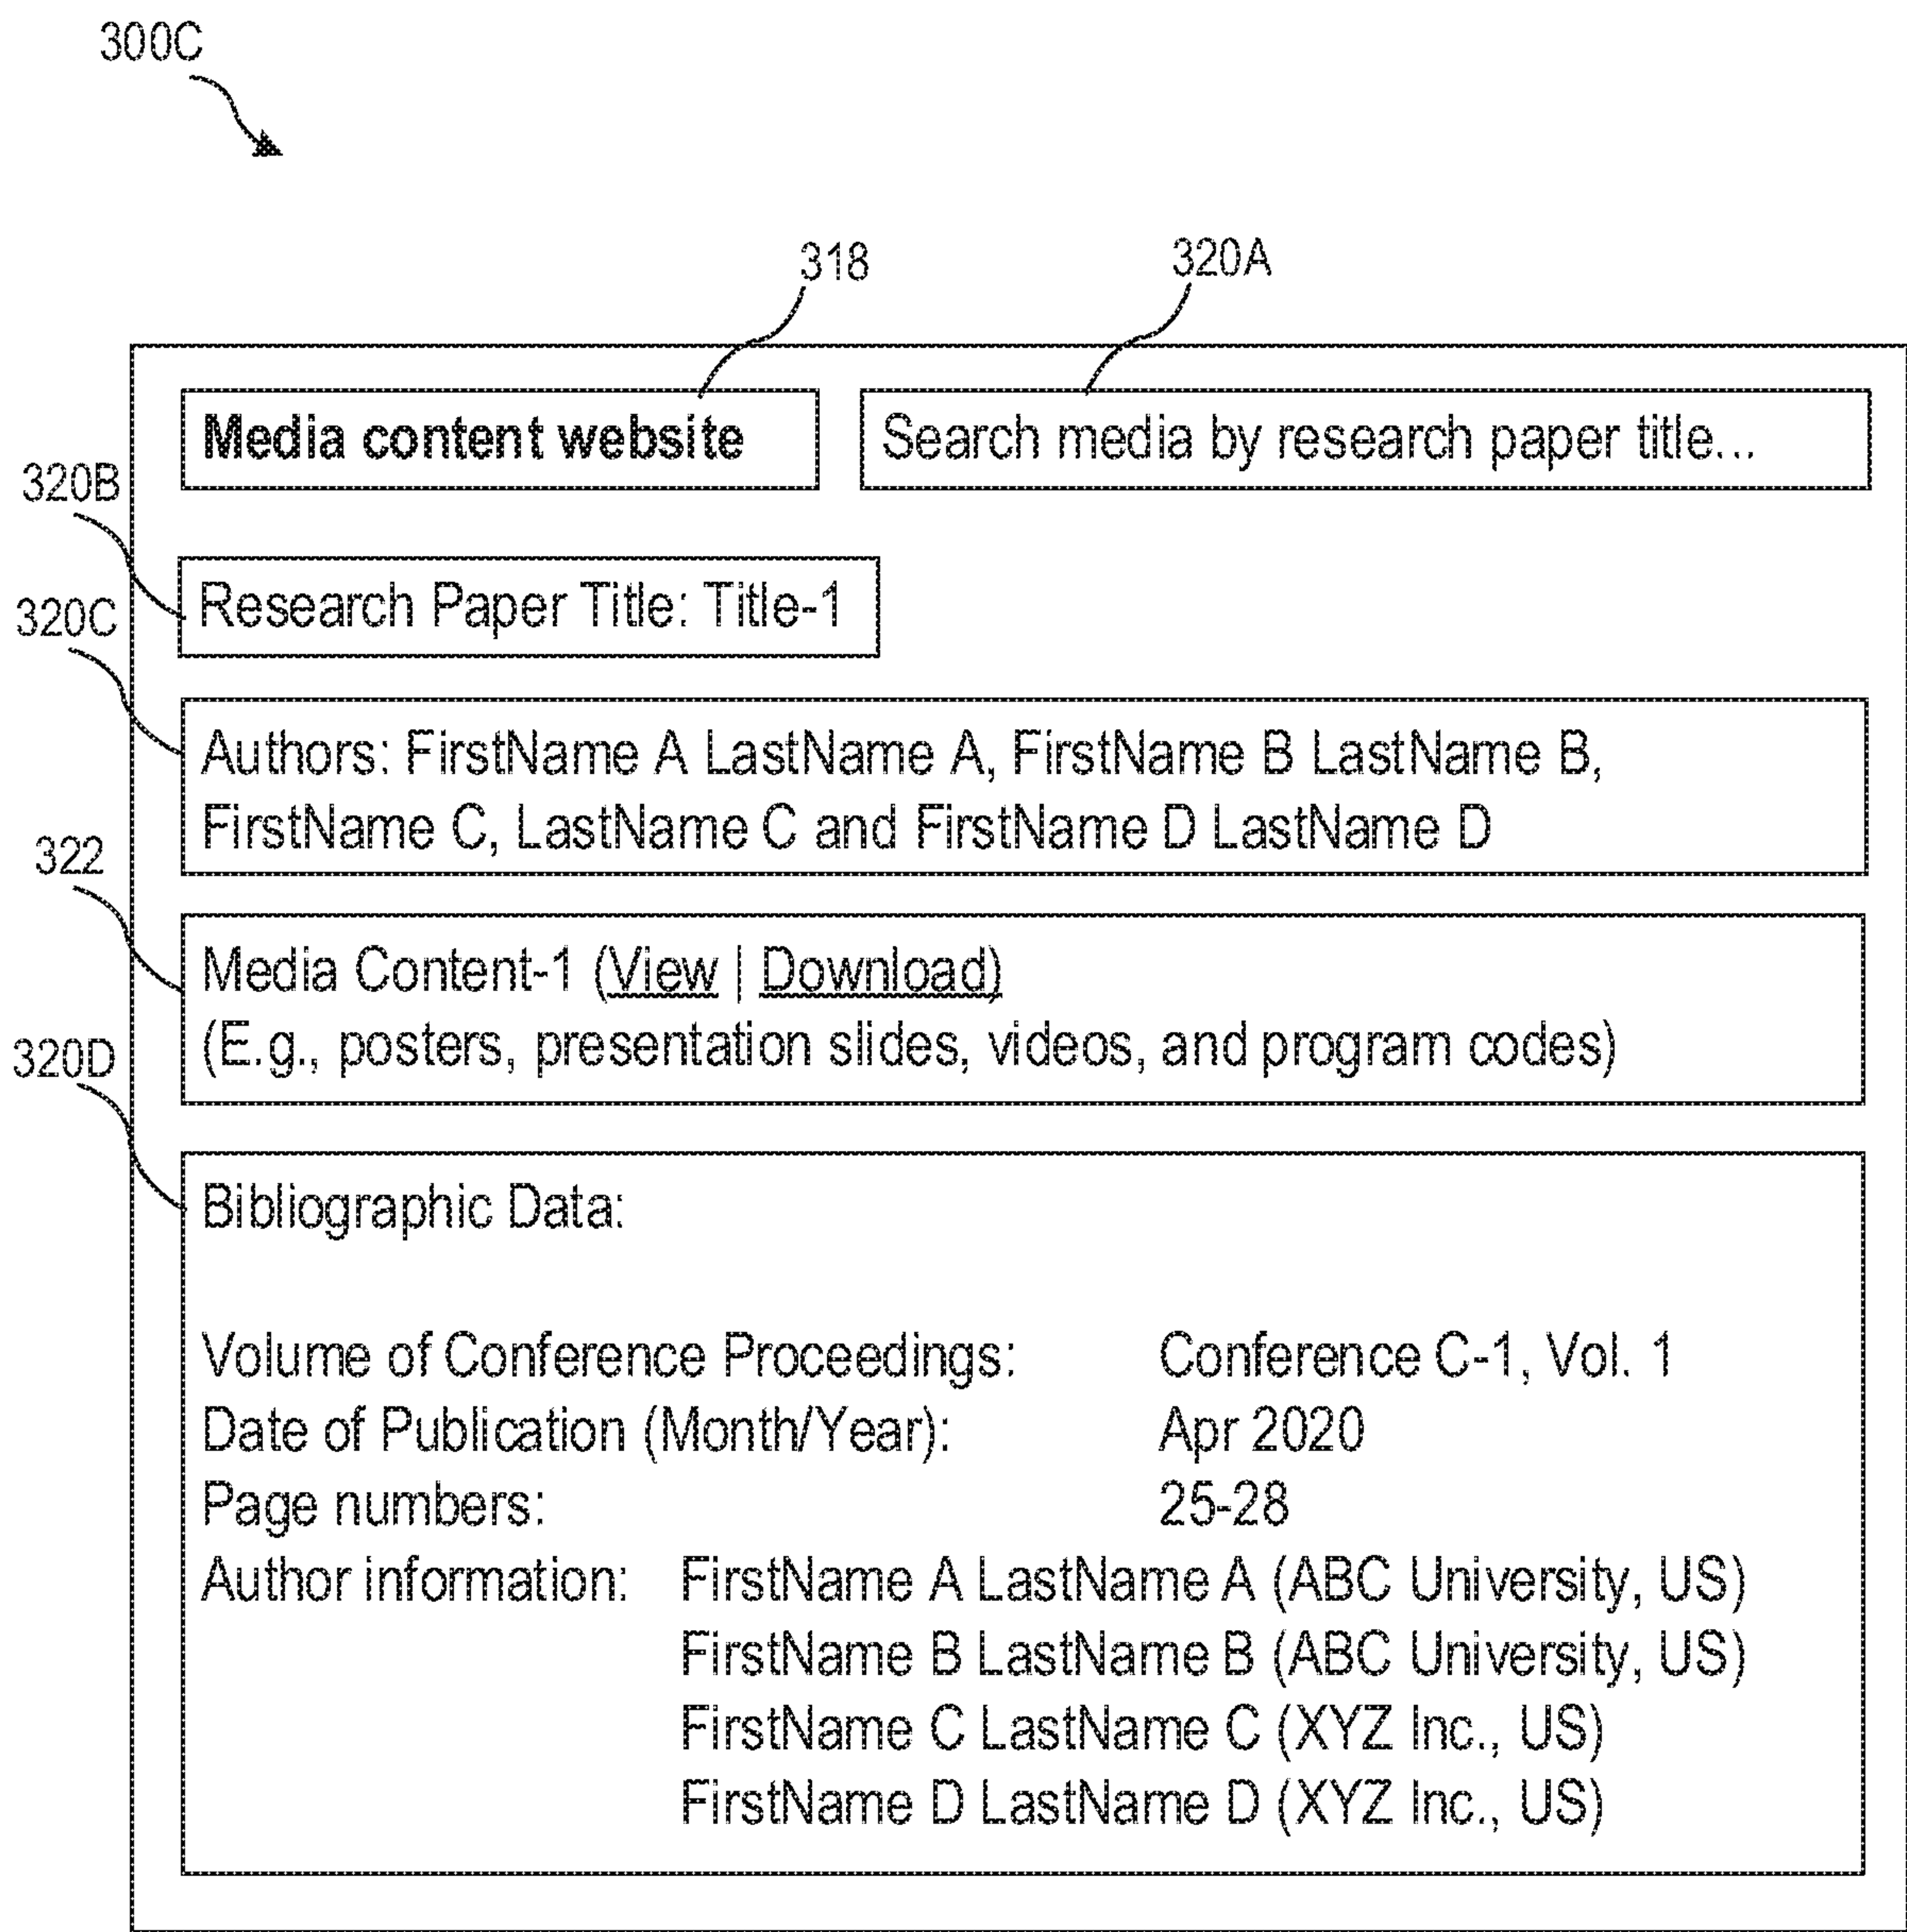 300C
318
320A
Media content website
Search media by research paper title...
320B
Research Paper Title: Title-1
320C
Authors: FirstName A LastName A, FirstName B LastName B,
FirstName C, LastName C and FirstName D LastName D
322
Media Content-1 (View | Download)
(E.g., posters, presentation slides, videos, and program codes)
320D
Bibliographic Data:
Volume of Conference Proceedings: Conference C-1, Vol. 1
Date of Publication (Month/Year): Apr 2020
Page numbers: 25-28
Author information: FirstName A LastName A (ABC University, US)
FirstName B LastName B (ABC University, US)
FirstName C LastName C (XYZ Inc., US)
FirstName D LastName D (XYZ Inc., US)